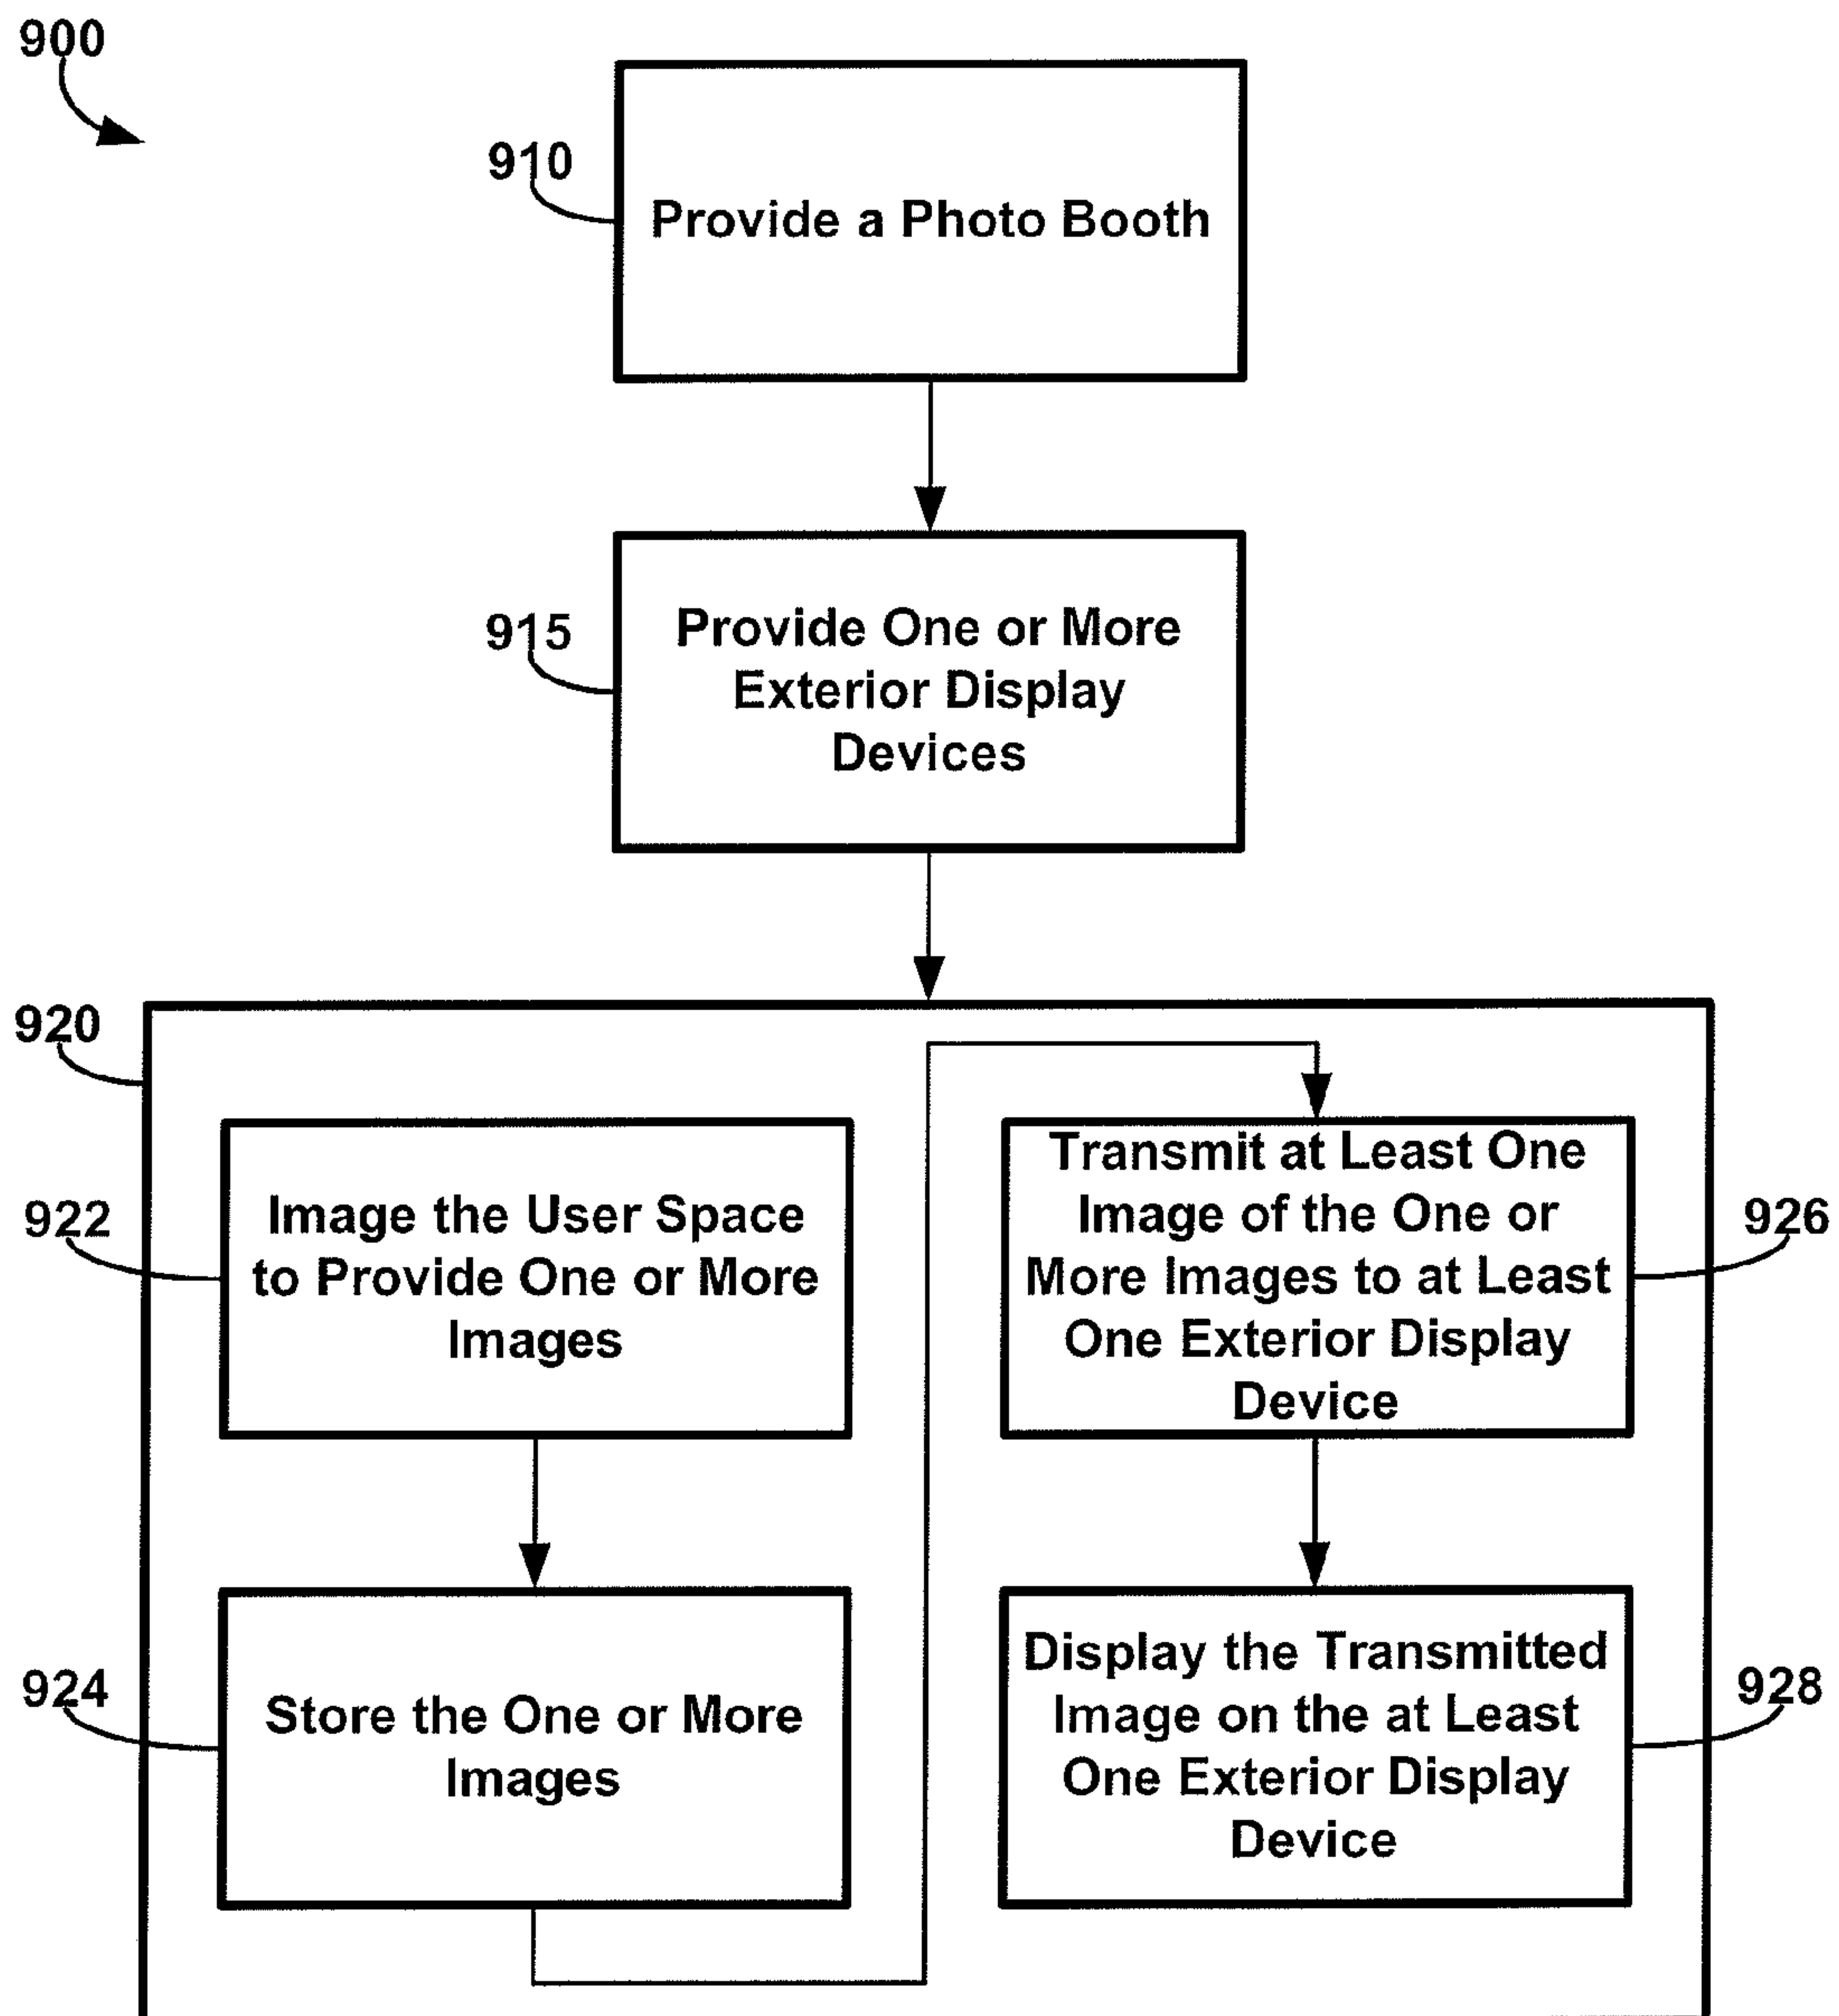 900
910
Provide a Photo Booth
915
Provide One or More
Exterior Display
Devices
920
922
Image the User Space
to Provide One or More
Images
924
Store the One or More
Images
Transmit at Least One
Image of the One or
More Images to at Least
One Exterior Display
Device
926
Display the Transmitted
Image on the at Least
One Exterior Display
Device
928